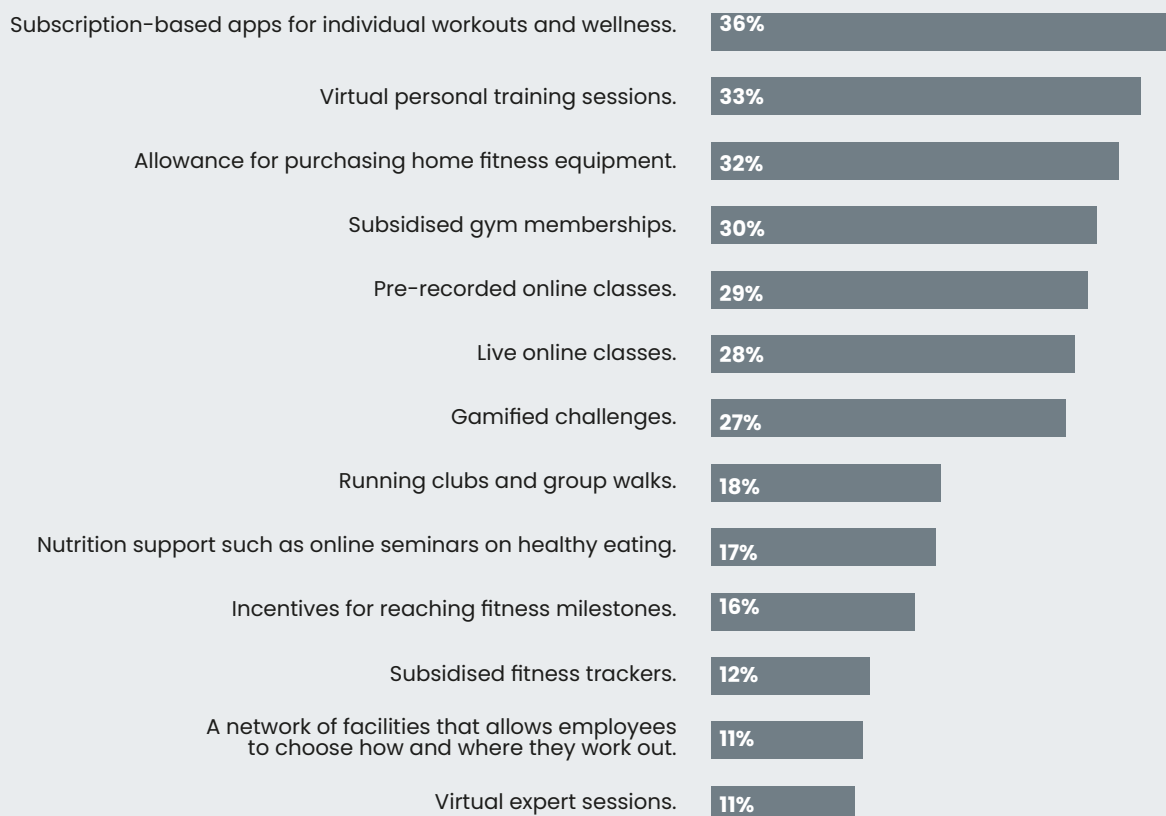 Subscription-based apps for individual workouts and wellness. 36%
Virtual personal training sessions. 33%
Allowance for purchasing home fitness equipment. 32%
Subsidised gym memberships. 30%
Pre-recorded online classes. 29%
Live online classes. 28%
Gamified challenges. 27%
Running clubs and group walks. 18%
Nutrition support such as online seminars on healthy eating. 17%
Incentives for reaching fitness milestones. 16%
Subsidised fitness trackers. 12%
A network of facilities that allows employees
to choose how and where they work out. 11%
Virtual expert sessions. 11%